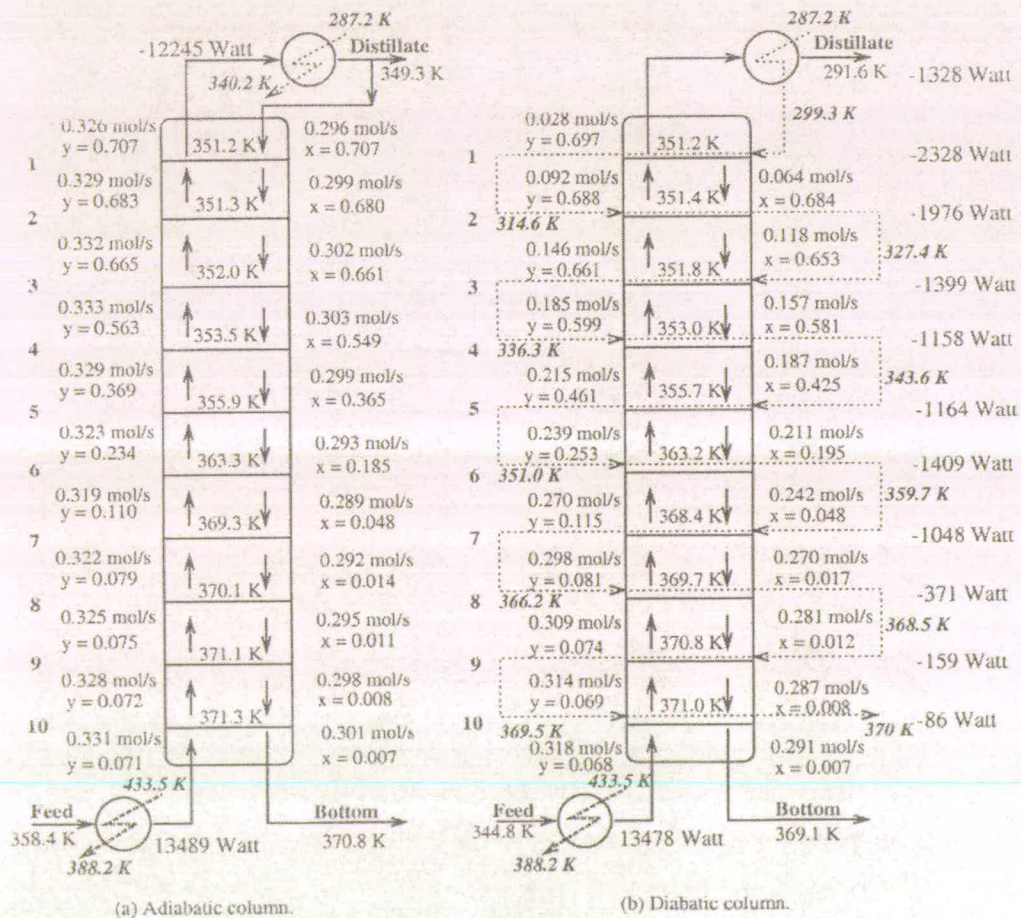 287.2 K
-12245 Watt
Distillate
349.3 K
340.2 K
0.326 mol/s
y = 0.707
351.2 K
0.296 mol/s
x = 0.707
1
0.329 mol/s
y = 0.683
351.3 K
0.299 mol/s
x = 0.680
2
0.332 mol/s
y = 0.665
352.0 K
0.302 mol/s
x = 0.661
3
0.333 mol/s
y = 0.563
353.5 K
0.303 mol/s
x = 0.549
4
0.329 mol/s
y = 0.369
355.9 K
0.299 mol/s
x = 0.365
5
0.323 mol/s
y = 0.234
363.3 K
0.293 mol/s
x = 0.185
6
0.319 mol/s
y = 0.110
369.3 K
0.289 mol/s
x = 0.048
7
0.322 mol/s
y = 0.079
370.1 K
0.292 mol/s
x = 0.014
8
0.325 mol/s
y = 0.075
371.1 K
0.295 mol/s
x = 0.011
9
0.328 mol/s
y = 0.072
371.3 K
0.298 mol/s
x = 0.008
10
0.331 mol/s
y = 0.071
0.301 mol/s
x = 0.007
433.5 K
Feed
358.4 K
13489 Watt
388.2 K
Bottom
370.8 K
(a) Adiabatic column.
287.2 K
Distillate
291.6 K
-1328 Watt
299.3 K
0.028 mol/s
y = 0.697
351.2 K
1
-2328 Watt
0.092 mol/s
y = 0.688
351.4 K
0.064 mol/s
x = 0.684
2
314.6 K
-1976 Watt
0.146 mol/s
y = 0.661
351.8 K
0.118 mol/s
x = 0.653
327.4 K
3
-1399 Watt
0.185 mol/s
y = 0.599
353.0 K
0.157 mol/s
x = 0.581
4
336.3 K
-1158 Watt
0.215 mol/s
y = 0.461
355.7 K
0.187 mol/s
x = 0.425
343.6 K
5
-1164 Watt
0.239 mol/s
y = 0.253
363.2 K
0.211 mol/s
x = 0.195
6
351.0 K
-1409 Watt
0.270 mol/s
y = 0.115
368.4 K
0.242 mol/s
x = 0.048
359.7 K
7
-1048 Watt
0.298 mol/s
y = 0.081
369.7 K
0.270 mol/s
x = 0.017
8
366.2 K
-371 Watt
0.309 mol/s
y = 0.074
370.8 K
0.281 mol/s
x = 0.012
368.5 K
9
-159 Watt
0.314 mol/s
y = 0.069
371.0 K
0.287 mol/s
x = 0.008
10
369.5 K
370 K
-86 Watt
0.318 mol/s
y = 0.068
0.291 mol/s
x = 0.007
433.5 K
Feed
344.8 K
13478 Watt
388.2 K
Bottom
369.1 K
(b) Diabatic column.